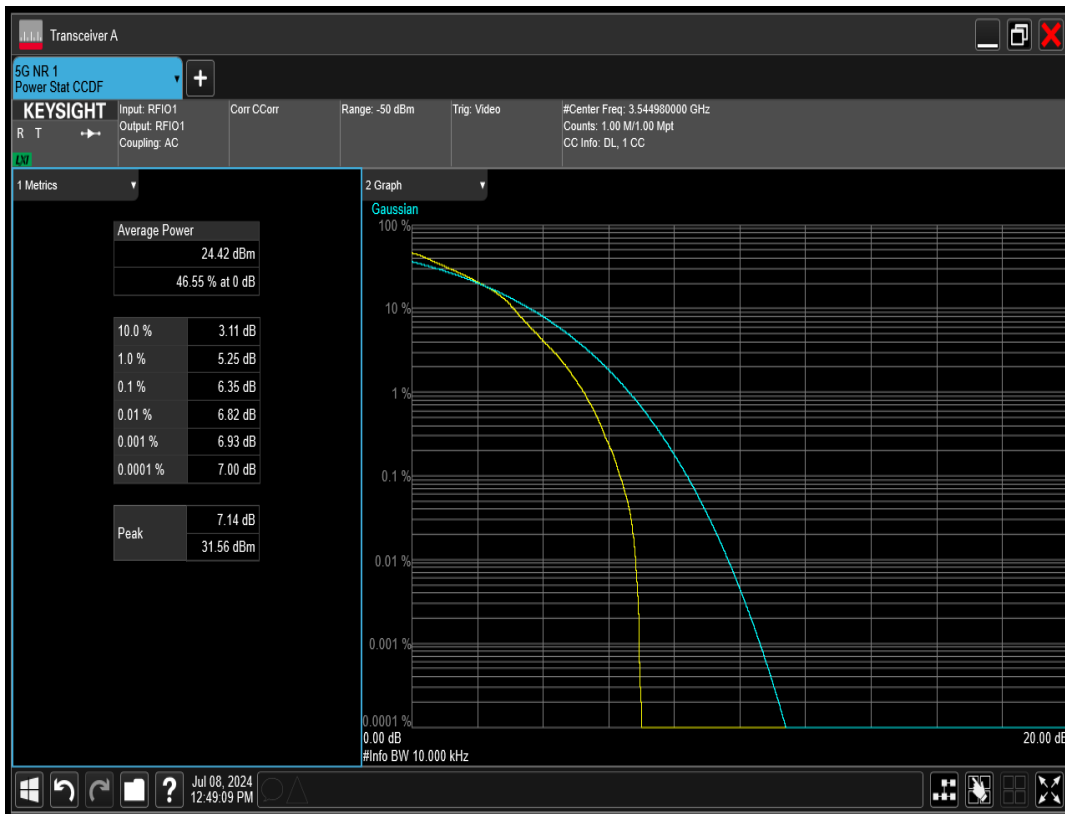 Transceiver A
5G NR 1
Power Stat CCDF
+
KEYSIGHT
R T
LXI
Input: RFIO1
Output: RFIO1
Coupling: AC
Corr CCorr
Range: -50 dBm
Trig: Video
#Center Freq: 3.544980000 GHz
Counts: 1.00 M/1.00 Mpt
CC Info: DL, 1 CC
1 Metrics
Average Power
24.42 dBm
46.55 % at 0 dB
10.0 % 3.11 dB
1.0 % 5.25 dB
0.1 % 6.35 dB
0.01 % 6.82 dB
0.001 % 6.93 dB
0.0001 % 7.00 dB
Peak
7.14 dB
31.56 dBm
2 Graph
Gaussian
100 %
10 %
1 %
0.1 %
0.01 %
0.001 %
0.0001 %
0.00 dB 20.00 dB
#Info BW 10.000 kHz
?
Jul 08, 2024
12:49:09 PM